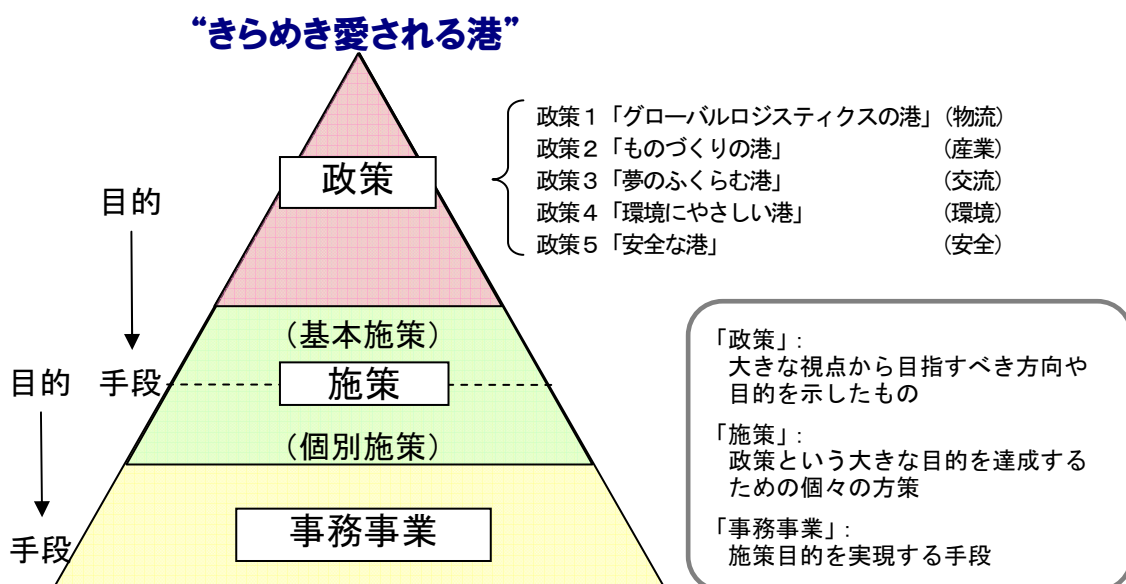 “きらめき愛される港”
政策1「グローバルロジスティクスの港」(物流)
政策2「ものづくりの港」(産業)
政策3「夢のふくらむ港」(交流)
政策4「環境にやさしい港」(環境)
政策5「安全な港」(安全)
政策
目的
手段
(基本施策)
施策
(個別施策)
目的
手段
事務事業
「政策」:
大きな視点から目指すべき方向や
目的を示したもの
「施策」:
政策という大きな目的を達成する
ための個々の方策
「事務事業」:
施策目的を実現する手段